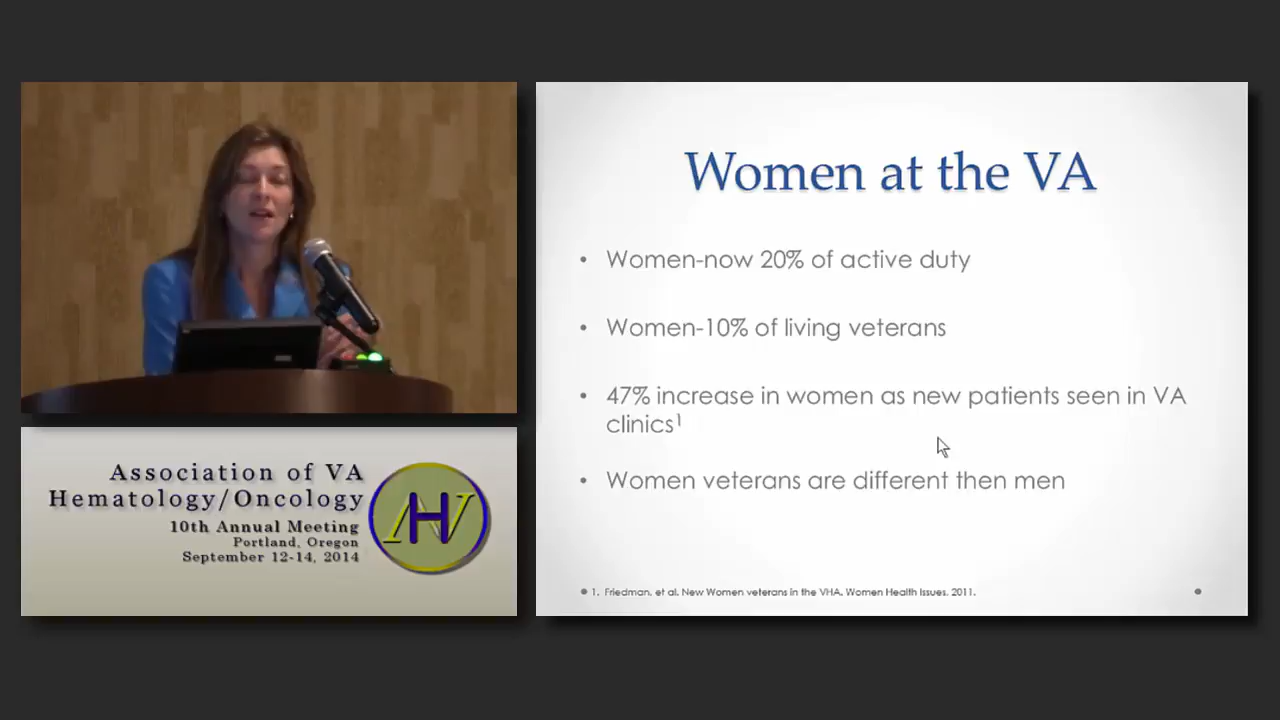 Women at the VA
• Women-now 20% of active duty
• Women-10% of living veterans
• 47% increase in women as new patients seen in VA
clinics¹
• Women veterans are different then men
1. Friedman, et al. New Women veterans in the VHA. Women Health Issues. 2011.
Association of VA
Hematology/Oncology
10th Annual Meeting
Portland, Oregon
September 12-14, 2014
AVH